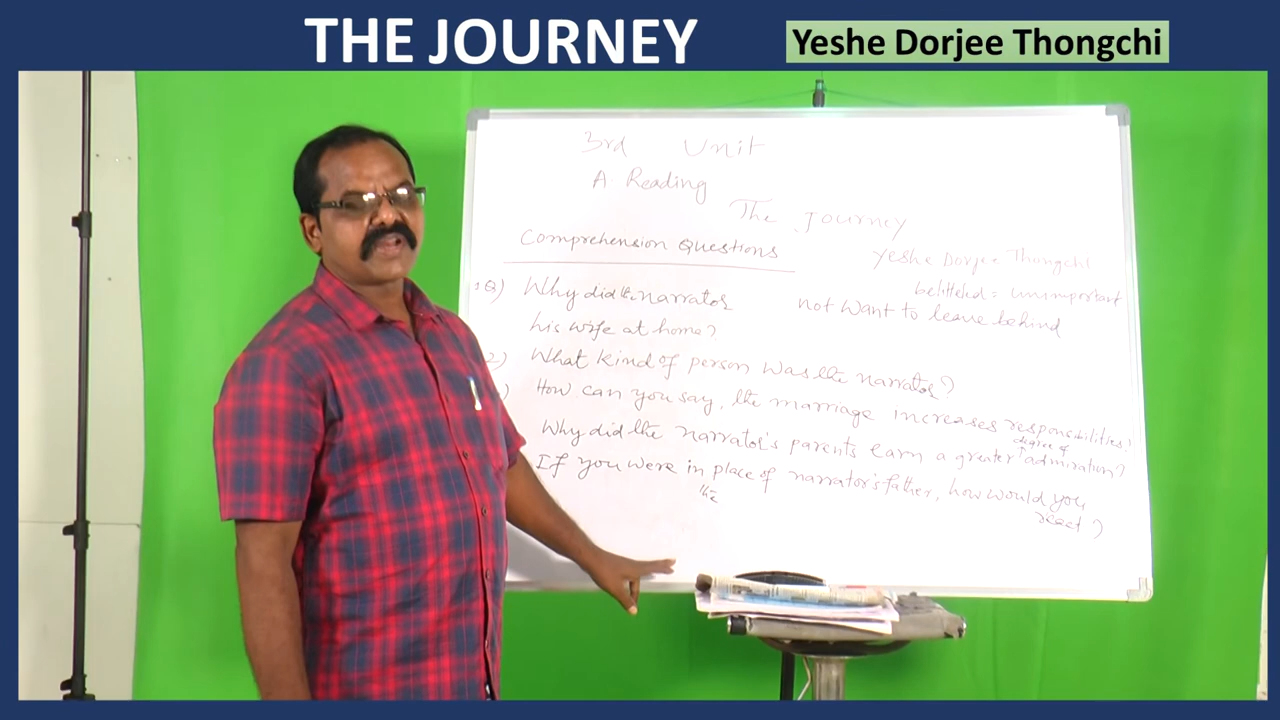 THE JOURNEY
Yeshe Dorjee Thongchi
3rd Unit
A. Reading
The Journey
Yeshe Dorjee Thongchi
Comprehension Questions
belittled = unimportant
1Q) Why did the narrator not want to leave behind
his wife at home?
2) What kind of person was the narrator?
) How can you say, the marriage increases responsibilities?
Why did the narrator's parents earn a greater degree of admiration?
If you were in the place of narrator's father, how would you
react ?